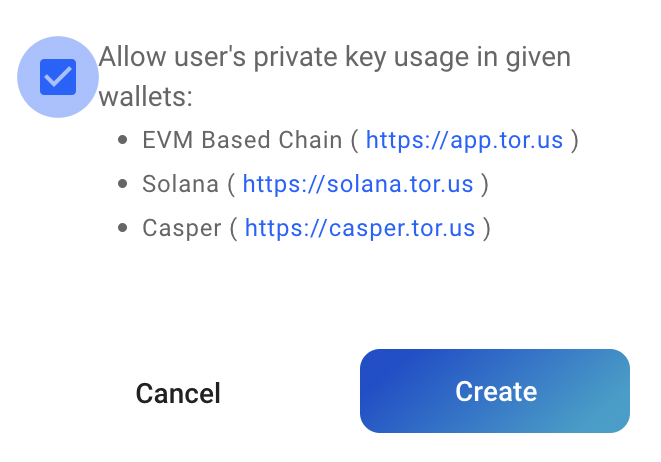 Allow user's private key usage in given
wallets:
• EVM Based Chain ( https://app.tor.us )
• Solana ( https://solana.tor.us )
• Casper ( https://casper.tor.us )
Cancel
Create